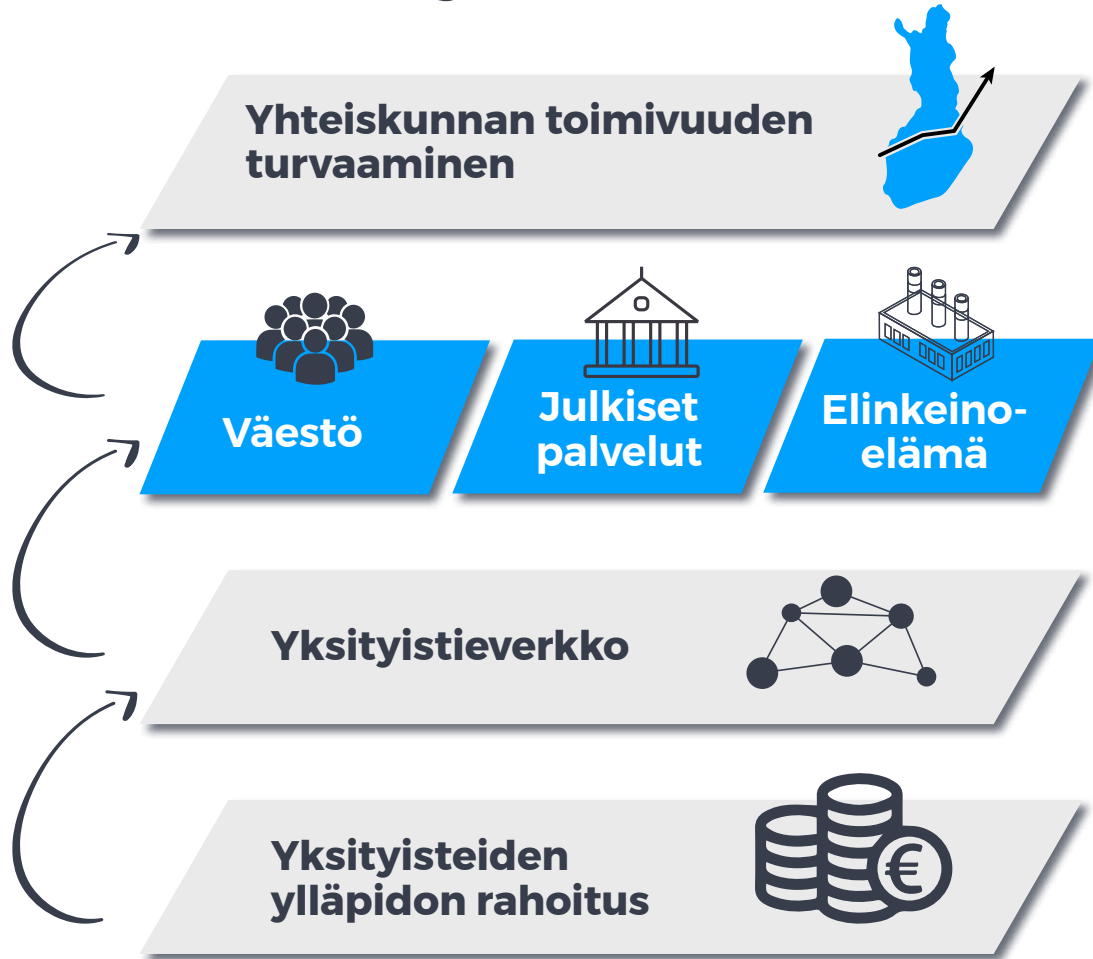 Yhteiskunnan toimivuuden
turvaaminen
Väestö
Julkiset
palvelut
Elinkeino-
elämä
Yksityistieverkko
Yksityisteiden
ylläpidon rahoitus
€